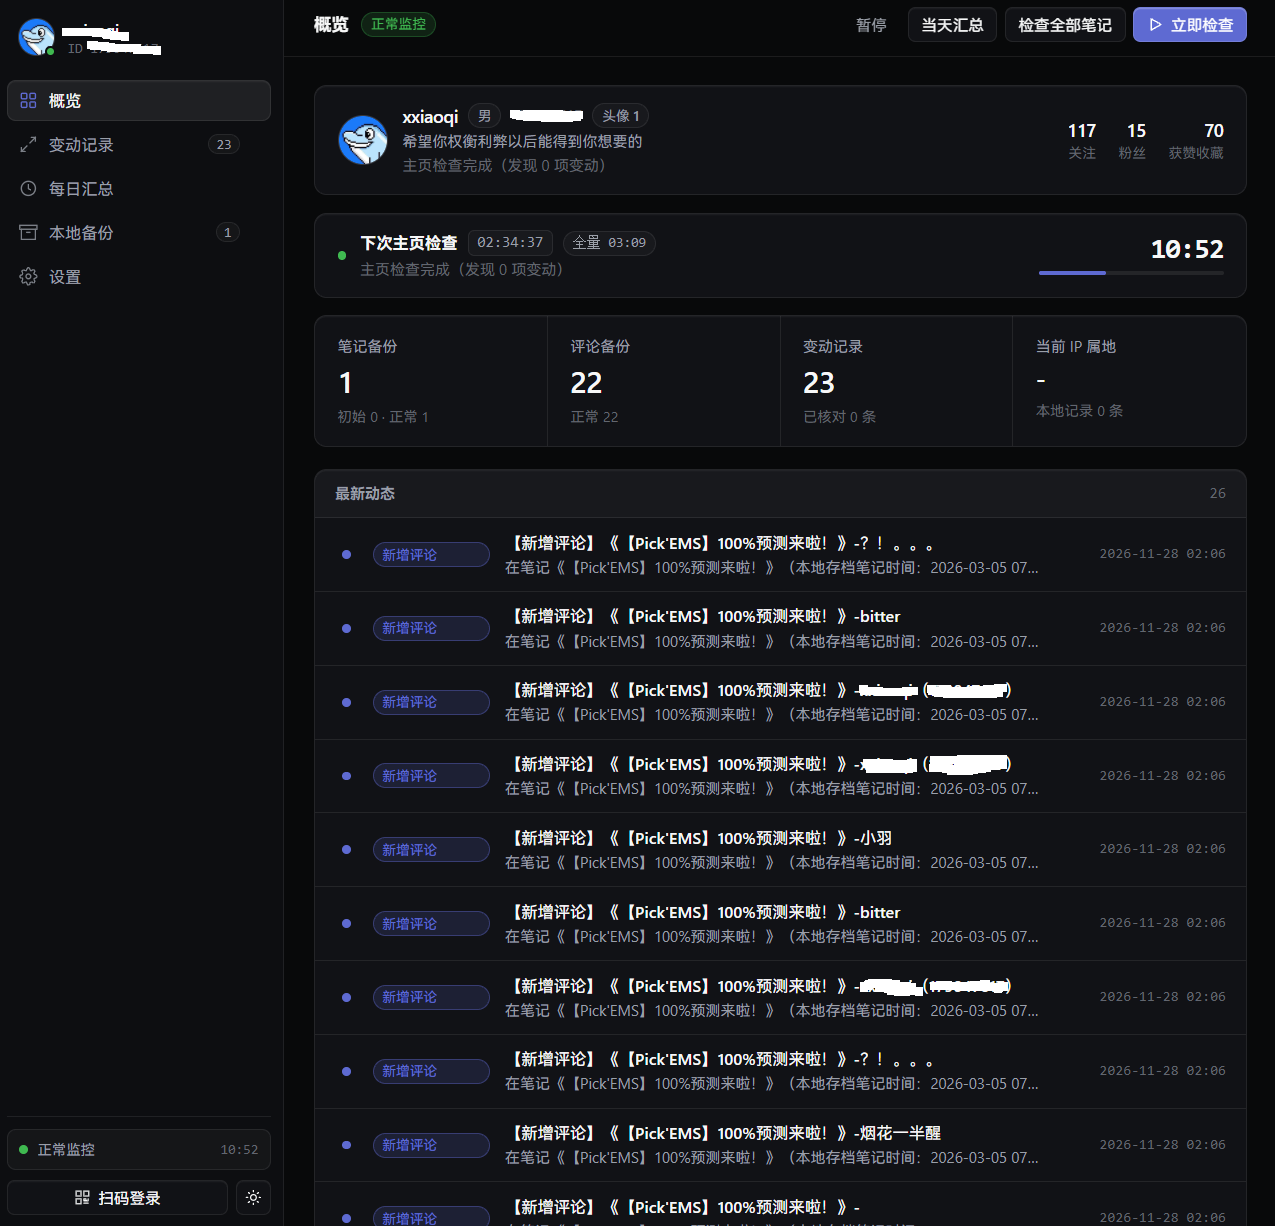 ID
概览
变动记录 23
每日汇总
本地备份 1
设置
正常监控 10:52
扫码登录
概览 正常监控 暂停 当天汇总 检查全部笔记 立即检查
xxiaoqi 男 头像 1
希望你权衡利弊以后能得到你想要的
主页检查完成（发现 0 项变动）
117 15 70
关注 粉丝 获赞收藏
下次主页检查 02:34:37 全量 03:09
主页检查完成（发现 0 项变动）
10:52
笔记备份
1
初始 0 · 正常 1
评论备份
22
正常 22
变动记录
23
已核对 0 条
当前 IP 属地
-
本地记录 0 条
最新动态 26
新增评论 【新增评论】《【Pick'EMS】100%预测来啦！》-？！。。。 2026-11-28 02:06
在笔记《【Pick'EMS】100%预测来啦！》（本地存档笔记时间：2026-03-05 07...
新增评论 【新增评论】《【Pick'EMS】100%预测来啦！》-bitter 2026-11-28 02:06
在笔记《【Pick'EMS】100%预测来啦！》（本地存档笔记时间：2026-03-05 07...
新增评论 【新增评论】《【Pick'EMS】100%预测来啦！》- 2026-11-28 02:06
在笔记《【Pick'EMS】100%预测来啦！》（本地存档笔记时间：2026-03-05 07...
新增评论 【新增评论】《【Pick'EMS】100%预测来啦！》- 2026-11-28 02:06
在笔记《【Pick'EMS】100%预测来啦！》（本地存档笔记时间：2026-03-05 07...
新增评论 【新增评论】《【Pick'EMS】100%预测来啦！》-小羽 2026-11-28 02:06
在笔记《【Pick'EMS】100%预测来啦！》（本地存档笔记时间：2026-03-05 07...
新增评论 【新增评论】《【Pick'EMS】100%预测来啦！》-bitter 2026-11-28 02:06
在笔记《【Pick'EMS】100%预测来啦！》（本地存档笔记时间：2026-03-05 07...
新增评论 【新增评论】《【Pick'EMS】100%预测来啦！》- 2026-11-28 02:06
在笔记《【Pick'EMS】100%预测来啦！》（本地存档笔记时间：2026-03-05 07...
新增评论 【新增评论】《【Pick'EMS】100%预测来啦！》-？！。。。 2026-11-28 02:06
在笔记《【Pick'EMS】100%预测来啦！》（本地存档笔记时间：2026-03-05 07...
新增评论 【新增评论】《【Pick'EMS】100%预测来啦！》-烟花一半醒 2026-11-28 02:06
在笔记《【Pick'EMS】100%预测来啦！》（本地存档笔记时间：2026-03-05 07...
新增评论 【新增评论】《【Pick'EMS】100%预测来啦！》- 2026-11-28 02:06